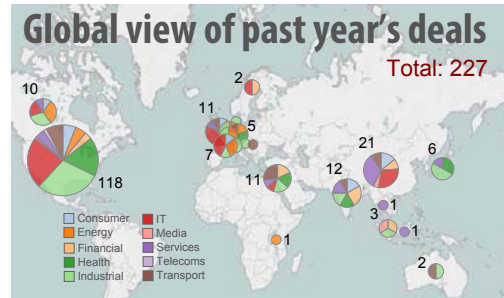 Global view of past year's deals
Total: 227
2
10
11
5
7
118
11
12
21
6
1
3
1
1
2
Consumer
Energy
Financial
Health
Industrial
IT
Media
Services
Telecoms
Transport